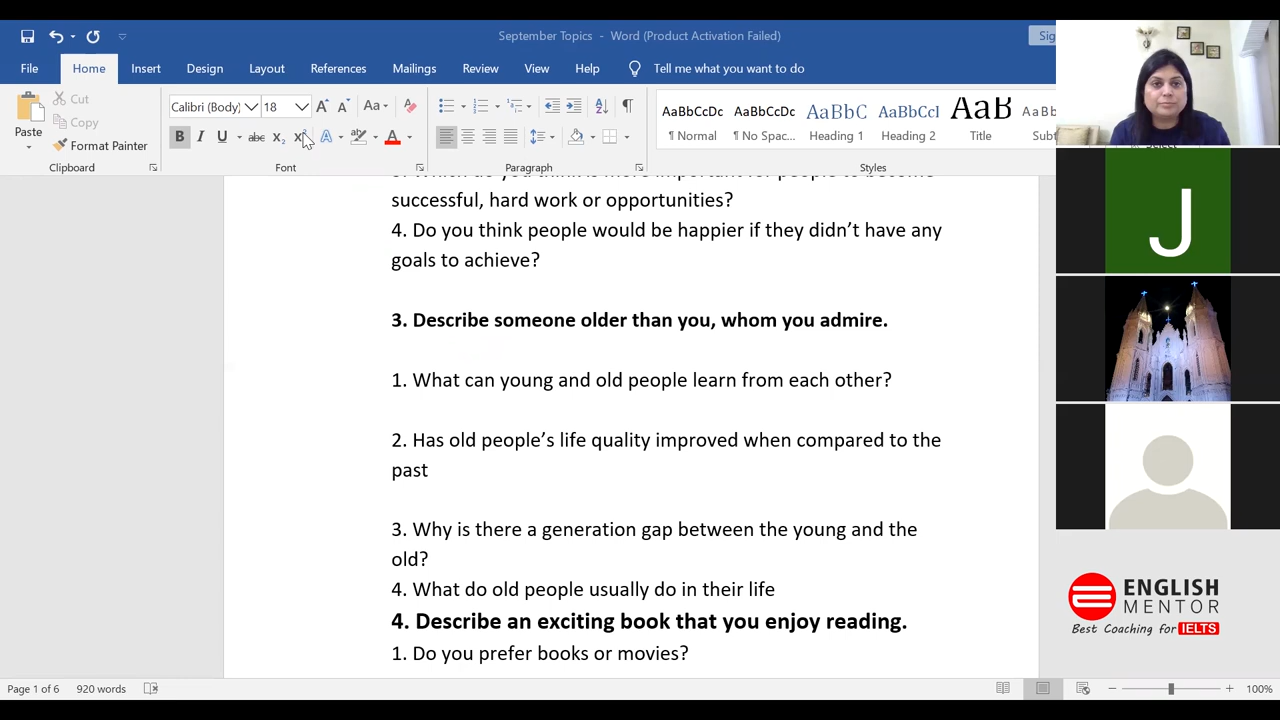 September Topics - Word (Product Activation Failed)
File Home Insert Design Layout References Mailings Review View Help Tell me what you want to do
Cut
Copy
Paste
Format Painter
Clipboard
Calibri (Body) 18
Font
Paragraph
AaBbCcDc AaBbCcDc AaBbC AaBbCcI AaB
¶ Normal ¶ No Spac... Heading 1 Heading 2 Title
Styles
successful, hard work or opportunities?
4. Do you think people would be happier if they didn’t have any
goals to achieve?
3. Describe someone older than you, whom you admire.
1. What can young and old people learn from each other?
2. Has old people’s life quality improved when compared to the
past
3. Why is there a generation gap between the young and the
old?
4. What do old people usually do in their life
4. Describe an exciting book that you enjoy reading.
1. Do you prefer books or movies?
J
ENGLISH
MENTOR
Best Coaching for IELTS
Page 1 of 6 920 words
100%